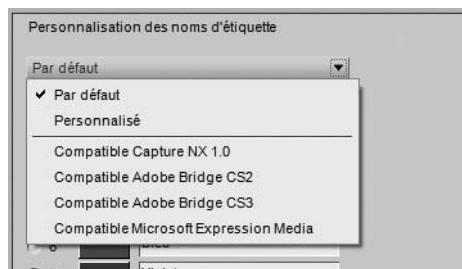 Personnalisation des noms d'étiquette
Par défaut
Par défaut
Personnalisé
Compatible Capture NX 1.0
Compatible Adobe Bridge CS2
Compatible Adobe Bridge CS3
Compatible Microsoft Expression Media